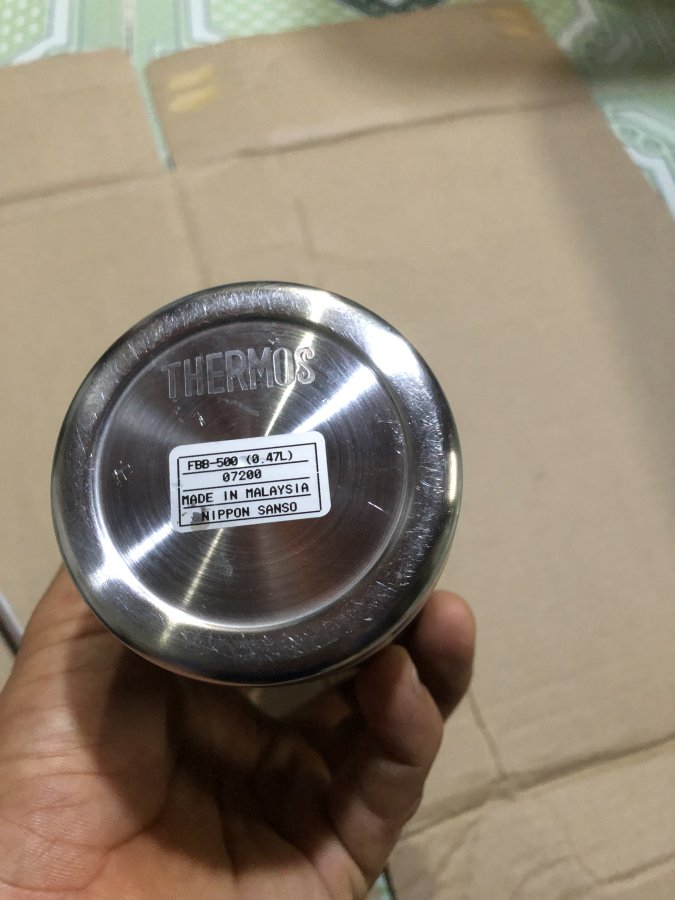 THERMOS
FBB-500 (0.47L)
07200
MADE IN MALAYSIA
NIPPON SANSO